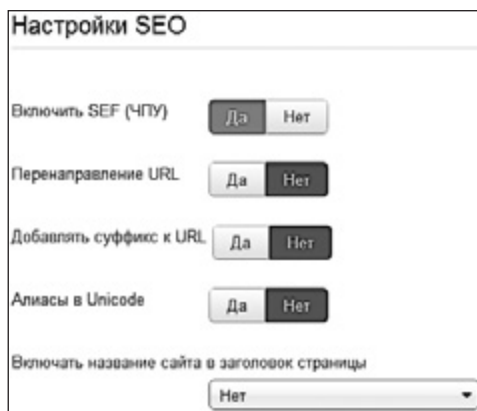 Настройки SEO
Включить SEF (ЧПУ) Да Нет
Перенаправление URL Да Нет
Добавлять суффикс к URL Да Нет
Алиасы в Unicode Да Нет
Включать название сайта в заголовок страницы
Нет